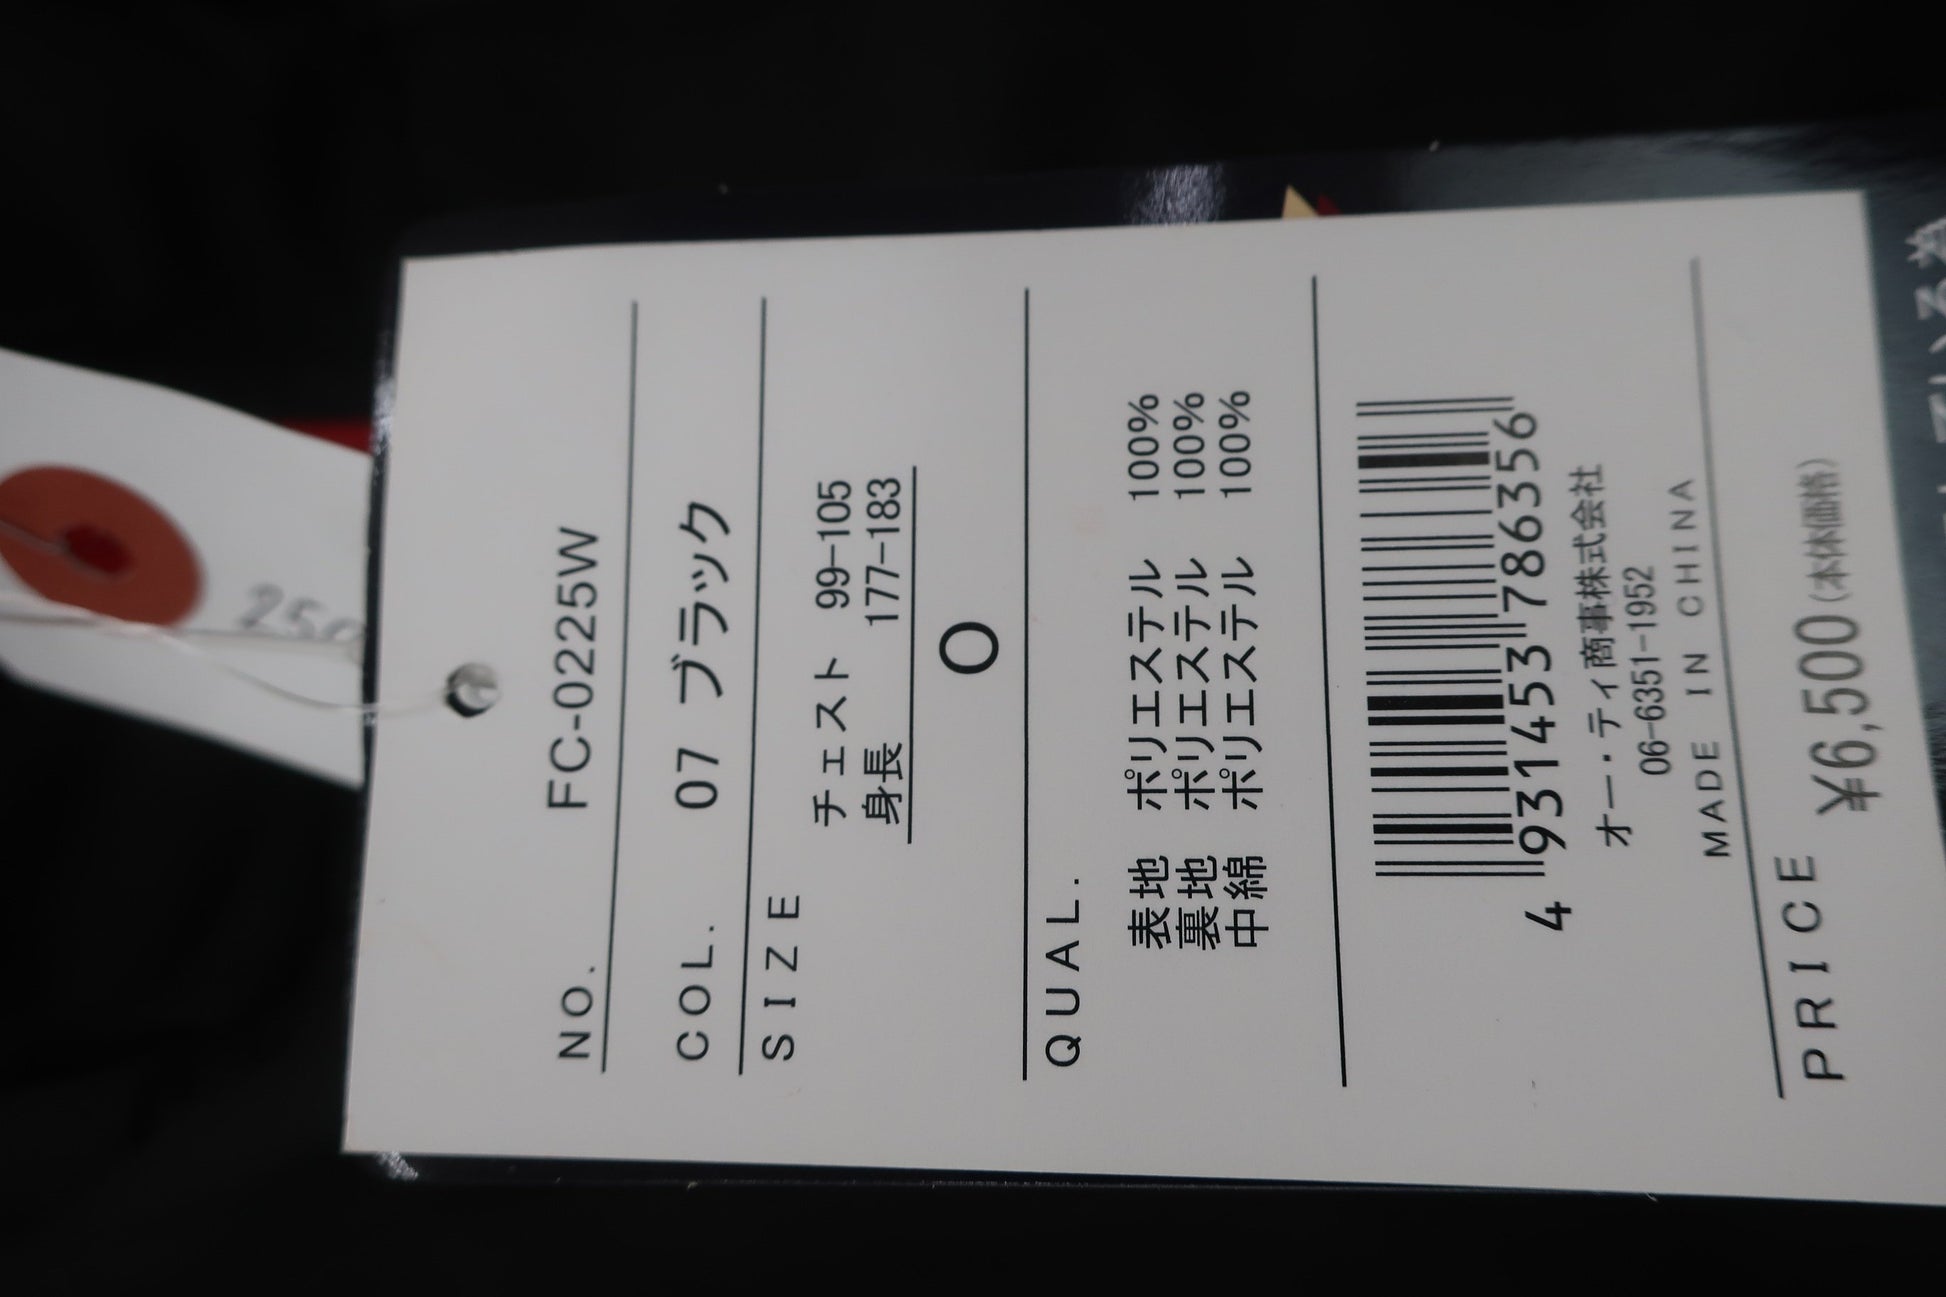 NO. FC-0225W
COL. 07 ブラック
SIZE
チェスト 99-105
身長 177-183
O
QUAL.
表地 ポリエステル 100%
裏地 ポリエステル 100%
中綿 ポリエステル 100%
4 931453 786356
オー・ティ商事株式会社
06-6351-1952
MADE IN CHINA
PRICE ¥6,500(本体価格)